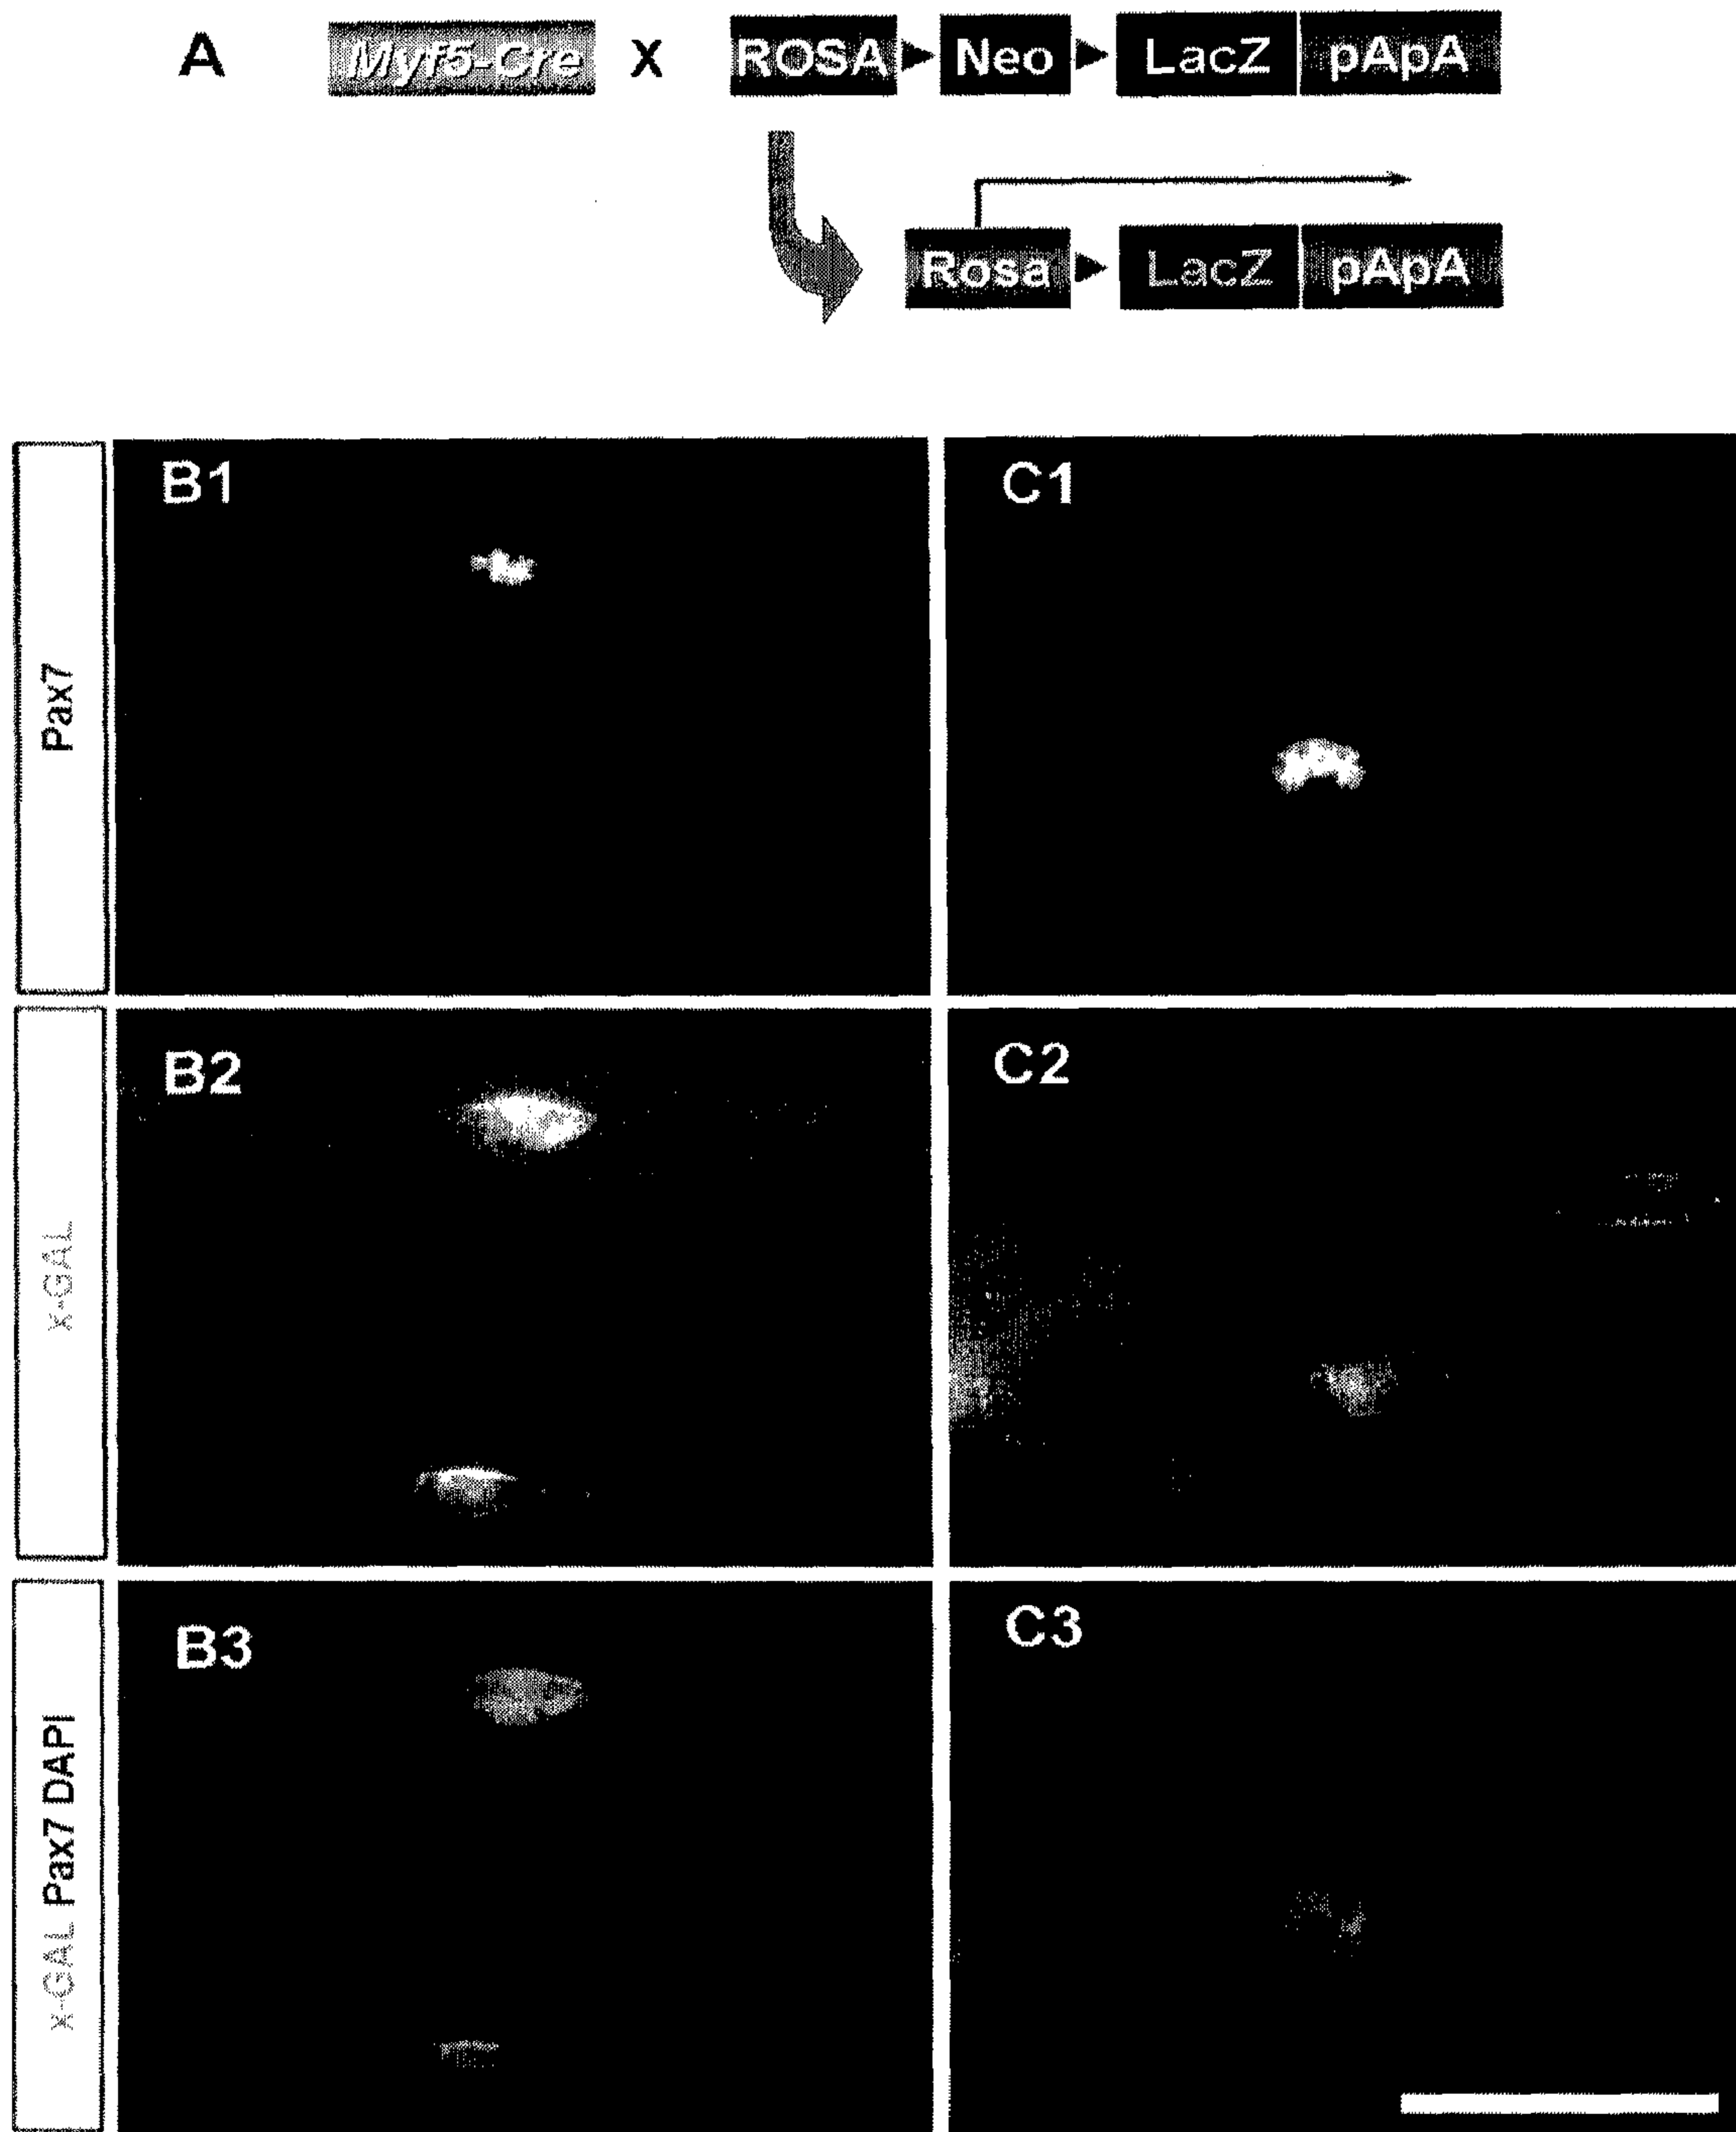 A Myf5-Cre X ROSA Neo LacZ pApA
Rosa LacZ pApA
Pax7
B1
C1
x-GAL
B2
C2
x-GAL Pax7 DAPI
B3
C3